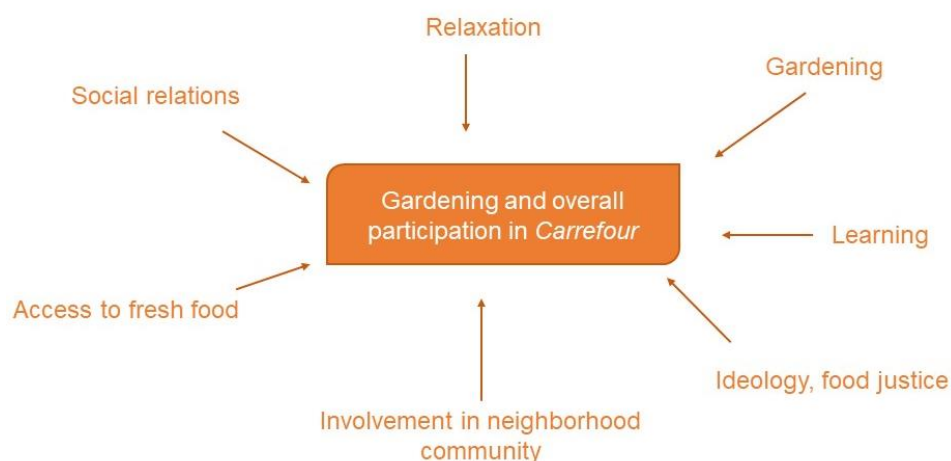 Relaxation
Gardening
Social relations
Gardening and overall
participation in Carrefour
Learning
Access to fresh food
Ideology, food justice
Involvement in neighborhood
community